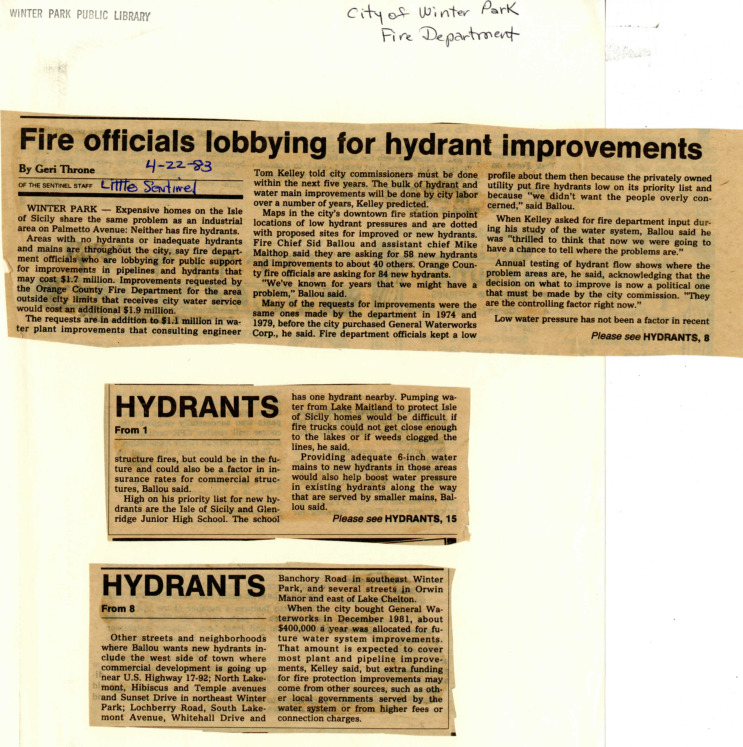 WINTER PARK PUBLIC LIBRARY
City of Winter Park
Fire Department
Fire officials lobbying for hydrant improvements
By Geri Throne
4-22-83
OF THE SENTINEL STAFF Little Sentinel
WINTER PARK — Expensive homes on the Isle
of Sicily share the same problem as an industrial
area on Palmetto Avenue: Neither has fire hydrants.
Areas with no hydrants or inadequate hydrants
and mains are throughout the city, say fire depart-
ment officials who are lobbying for public support
for improvements in pipelines and hydrants that
may cost $1.7 million. Improvements requested by
the Orange County Fire Department for the area
outside city limits that receives city water service
would cost an additional $1.9 million.
The requests are in addition to $1.1 million in wa-
ter plant improvements that consulting engineer
Tom Kelley told city commissioners must be done
within the next five years. The bulk of hydrant and
water main improvements will be done by city labor
over a number of years, Kelley predicted.
Maps in the city's downtown fire station pinpoint
locations of low hydrant pressures and are dotted
with proposed sites for improved or new hydrants.
Fire Chief Sid Ballou and assistant chief Mike
Malthop said they are asking for 58 new hydrants
and improvements to about 40 others. Orange Coun-
ty fire officials are asking for 84 new hydrants.
"We've known for years that we might have a
problem," Ballou said.
Many of the requests for improvements were the
same ones made by the department in 1974 and
1979, before the city purchased General Waterworks
Corp., he said. Fire department officials kept a low
profile about them then because the privately owned
utility put fire hydrants low on its priority list and
because "we didn't want the people overly con-
cerned," said Ballou.
When Kelley asked for fire department input dur-
ing his study of the water system, Ballou said he
was "thrilled to think that now we were going to
have a chance to tell where the problems are."
Annual testing of hydrant flow shows where the
problem areas are, he said, acknowledging that the
decision on what to improve is now a political one
that must be made by the city commission. "They
are the controlling factor right now."
Low water pressure has not been a factor in recent
Please see HYDRANTS, 8
HYDRANTS
From 1
structure fires, but could be in the fu-
ture and could also be a factor in in-
surance rates for commercial struc-
tures, Ballou said.
High on his priority list for new hy-
drants are the Isle of Sicily and Glen-
ridge Junior High School. The school
has one hydrant nearby. Pumping wa-
ter from Lake Maitland to protect Isle
of Sicily homes would be difficult if
fire trucks could not get close enough
to the lakes or if weeds clogged the
lines, he said.
Providing adequate 6-inch water
mains to new hydrants in those areas
would also help boost water pressure
in existing hydrants along the way
that are served by smaller mains, Bal-
lou said.
Please see HYDRANTS, 15
HYDRANTS
From 8
Other streets and neighborhoods
where Ballou wants new hydrants in-
clude the west side of town where
commercial development is going up
near U.S. Highway 17-92; North Lake-
mont, Hibiscus and Temple avenues
and Sunset Drive in northeast Winter
Park; Lochberry Road, South Lake-
mont Avenue, Whitehall Drive and
Banchory Road in southeast Winter
Park, and several streets in Orwin
Manor and east of Lake Chelton.
When the city bought General Wa-
terworks in December 1981, about
$400,000 a year was allocated for fu-
ture water system improvements.
That amount is expected to cover
most plant and pipeline improve-
ments, Kelley said, but extra funding
for fire protection improvements may
come from other sources, such as oth-
er local governments served by the
water system or from higher fees or
connection charges.